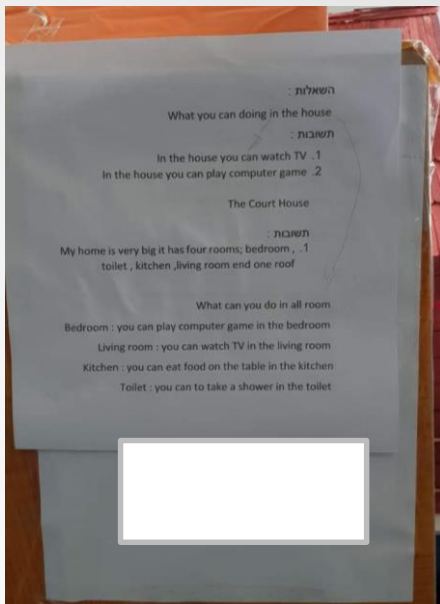 השאלות :
What you can doing in the house
תשובות :
In the house you can watch TV .1
In the house you can play computer game .2
The Court House
תשובות :
My home is very big it has four rooms; bedroom , .1
toilet , kitchen ,living room end one roof
What can you do in all room
Bedroom : you can play computer game in the bedroom
Living room : you can watch TV in the living room
Kitchen : you can eat food on the table in the kitchen
Toilet : you can to take a shower in the toilet